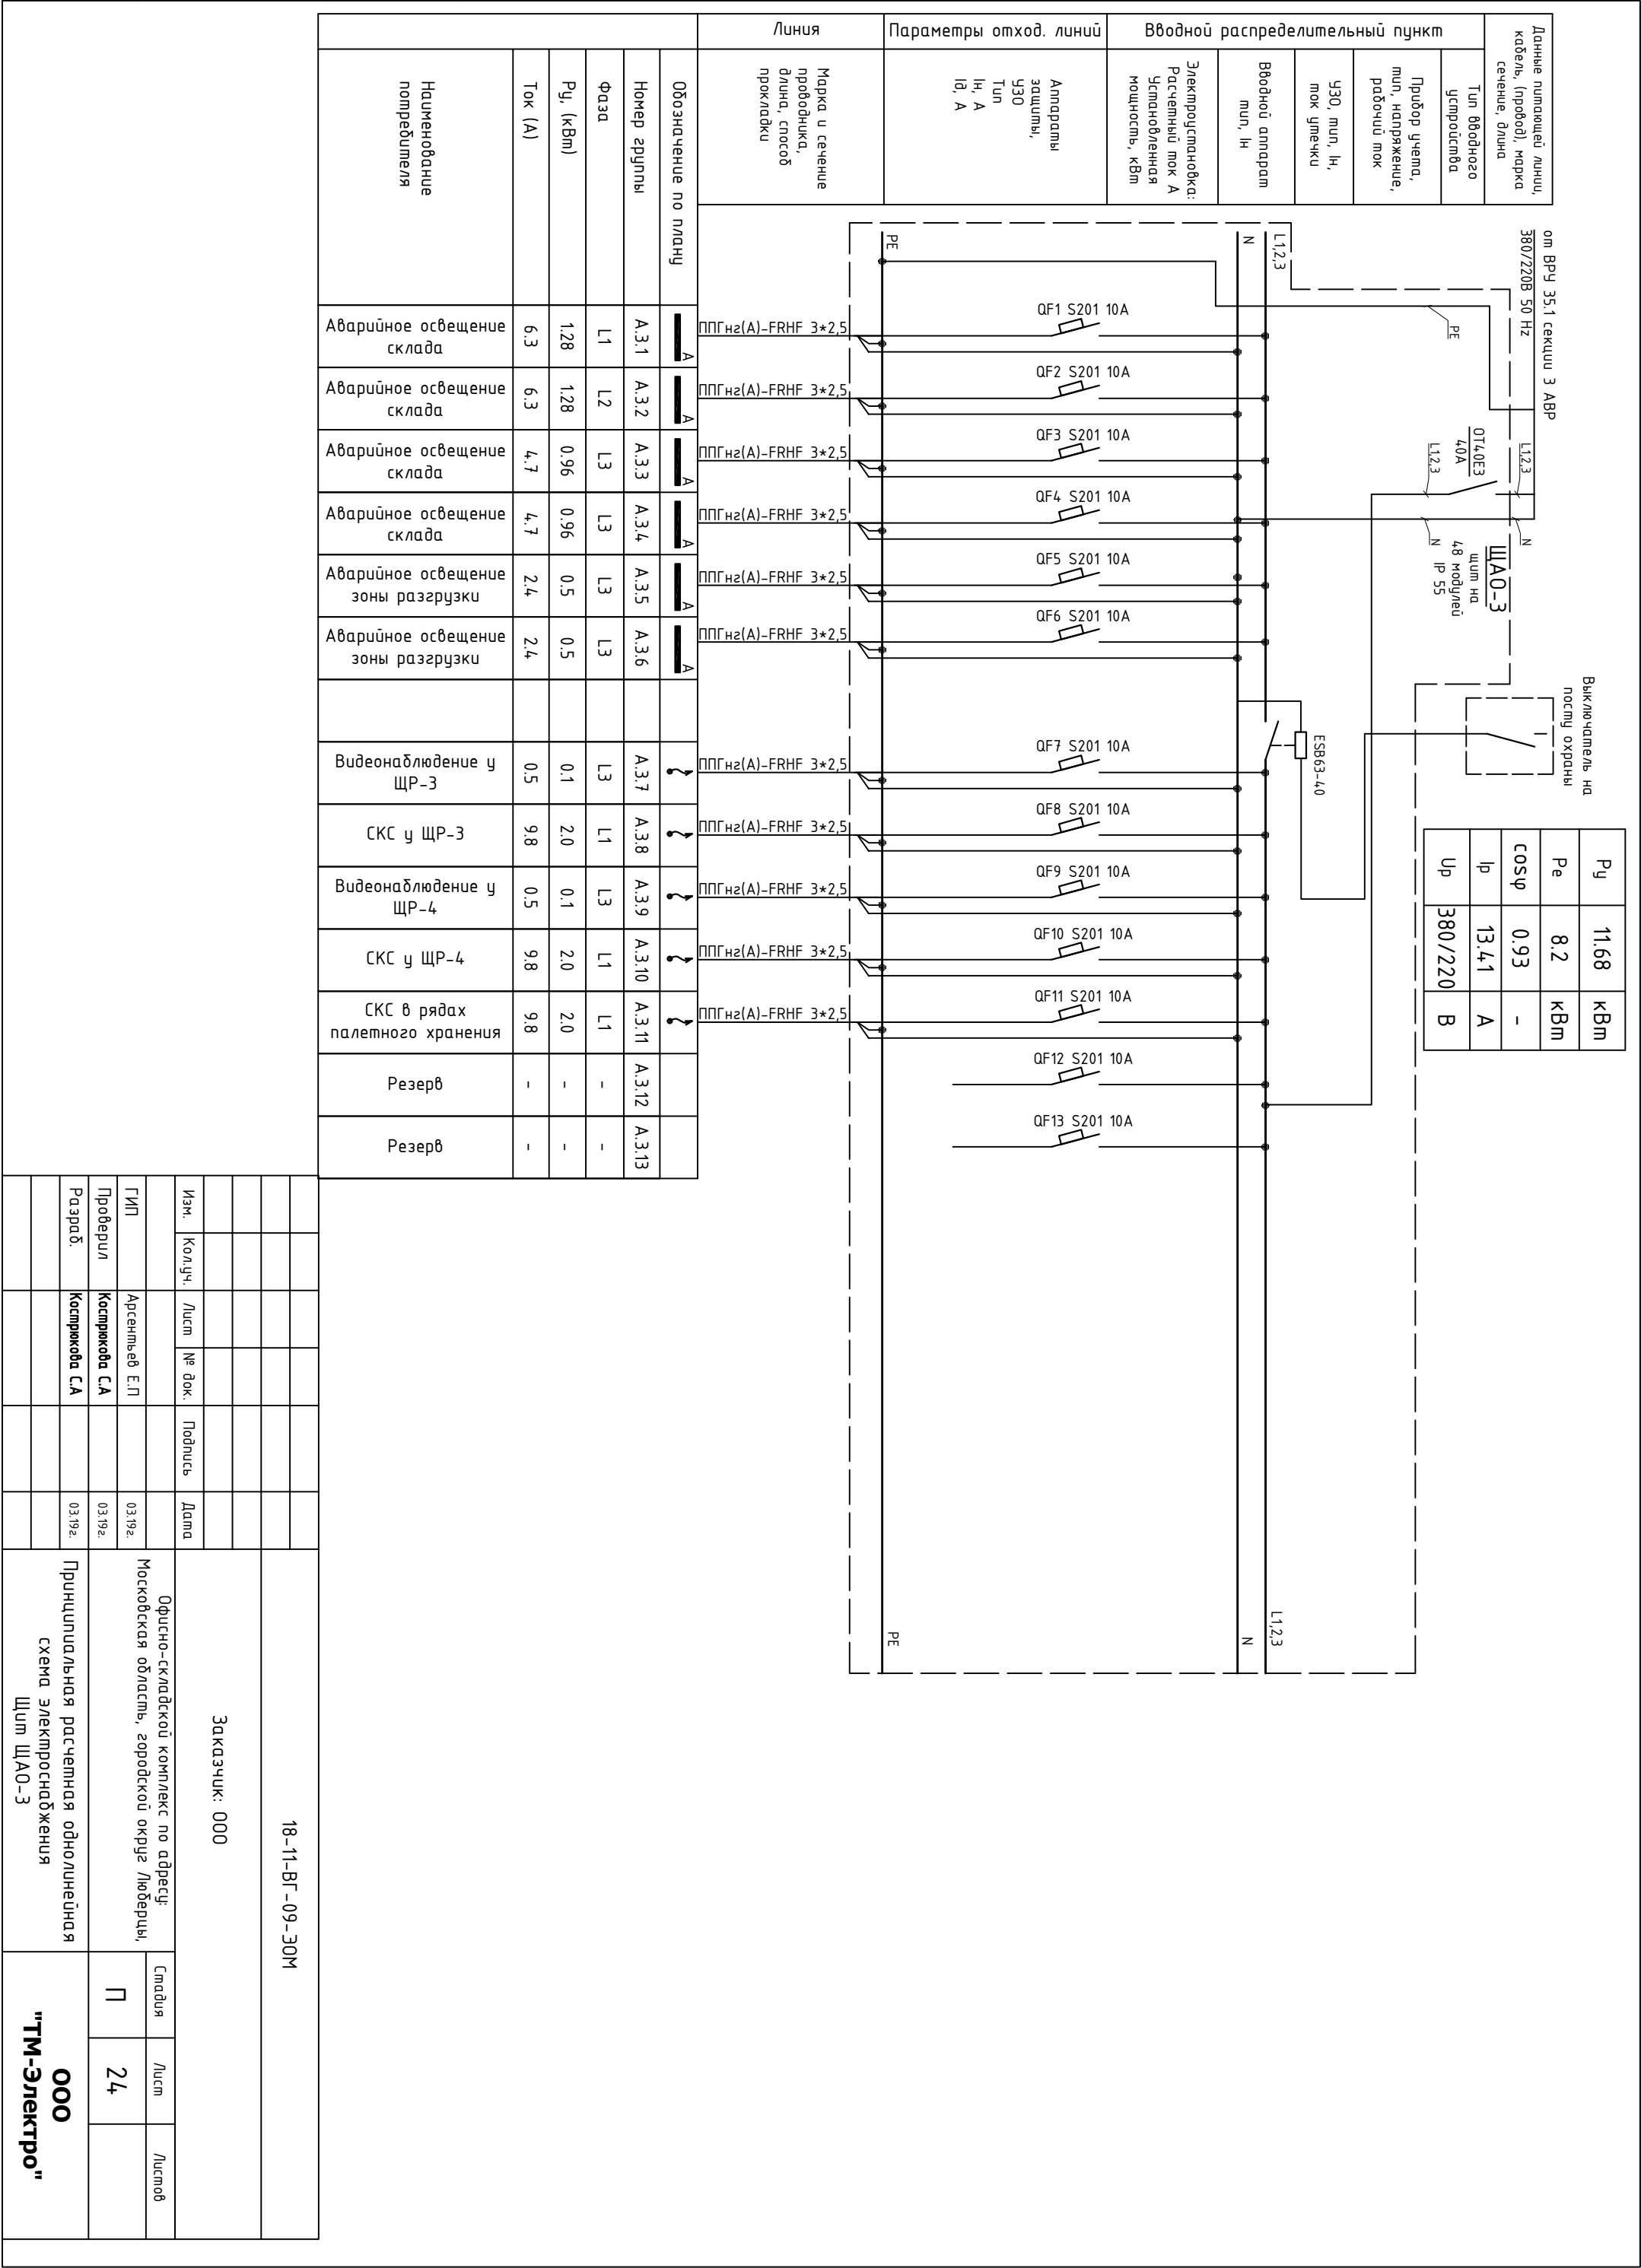 Данные питающей линии,
кабель, (провод), марка
сечение, длина
Вводной распределительный пункт
Тип вводного
устройства
Прибор учета,
тип, напряжение,
рабочий ток
УЗО, тип, Iн,
ток утечки
Вводной аппарат
тип, Iн
Электроустановка:
Расчетный ток А
Установленная
мощность, кВт
Параметры отход. линий
Аппараты
защиты,
УЗО
Тип
Iн, А
Iд, А
Линия
Марка и сечение
проводника,
длина, способ
прокладки
Обозначение по плану
Номер группы
Фаза
Ру, (кВт)
Ток (А)
Наименование
потребителя
от ВРУ 35.1 секции 3 АВР
380/220В 50 Hz
PE
L1,2,3
N
OT40E3
40A
L1,2,3
N
ЩАО-3
щит на
48 модулей
IP 55
Выключатель на
посту охраны
ESB63-40
Ру 11.68 кВт
Ре 8.2 кВт
cosφ 0.93 -
Iр 13.41 А
Uр 380/220 В
L1,2,3
N
PE
L1,2,3
N
PE
QF1 S201 10A
QF2 S201 10A
QF3 S201 10A
QF4 S201 10A
QF5 S201 10A
QF6 S201 10A
QF7 S201 10A
QF8 S201 10A
QF9 S201 10A
QF10 S201 10A
QF11 S201 10A
QF12 S201 10A
QF13 S201 10A
ППГнг(А)-FRHF 3*2,5
ППГнг(А)-FRHF 3*2,5
ППГнг(А)-FRHF 3*2,5
ППГнг(А)-FRHF 3*2,5
ППГнг(А)-FRHF 3*2,5
ППГнг(А)-FRHF 3*2,5
ППГнг(А)-FRHF 3*2,5
ППГнг(А)-FRHF 3*2,5
ППГнг(А)-FRHF 3*2,5
ППГнг(А)-FRHF 3*2,5
ППГнг(А)-FRHF 3*2,5
А А А А А А
А.3.1 А.3.2 А.3.3 А.3.4 А.3.5 А.3.6 А.3.7 А.3.8 А.3.9 А.3.10 А.3.11 А.3.12 А.3.13
L1 L2 L3 L3 L3 L3 L3 L1 L3 L1 L1 - -
1.28 1.28 0.96 0.96 0.5 0.5 0.1 2.0 0.1 2.0 2.0 - -
6.3 6.3 4.7 4.7 2.4 2.4 0.5 9.8 0.5 9.8 9.8 - -
Аварийное освещение
склада
Аварийное освещение
склада
Аварийное освещение
склада
Аварийное освещение
склада
Аварийное освещение
зоны разгрузки
Аварийное освещение
зоны разгрузки
Видеонаблюдение у
ЩР-3
СКС у ЩР-3
Видеонаблюдение у
ЩР-4
СКС у ЩР-4
СКС в рядах
палетного хранения
Резерв
Резерв
18-11-ВГ-09-ЭОМ
Заказчик: ООО
Изм. Кол.уч. Лист № док. Подпись Дата
ГИП Арсентьев Е.П 03.19г.
Проверил Кострюкова С.А 03.19г.
Разраб. Кострюкова С.А 03.19г.
Офисно-складской комплекс по адресу:
Московская область, городской округ Люберцы,
Стадия Лист Листов
П 24
Принципиальная расчетная однолинейная
схема электроснабжения
Щит ЩАО-3
ООО
"ТМ-Электро"